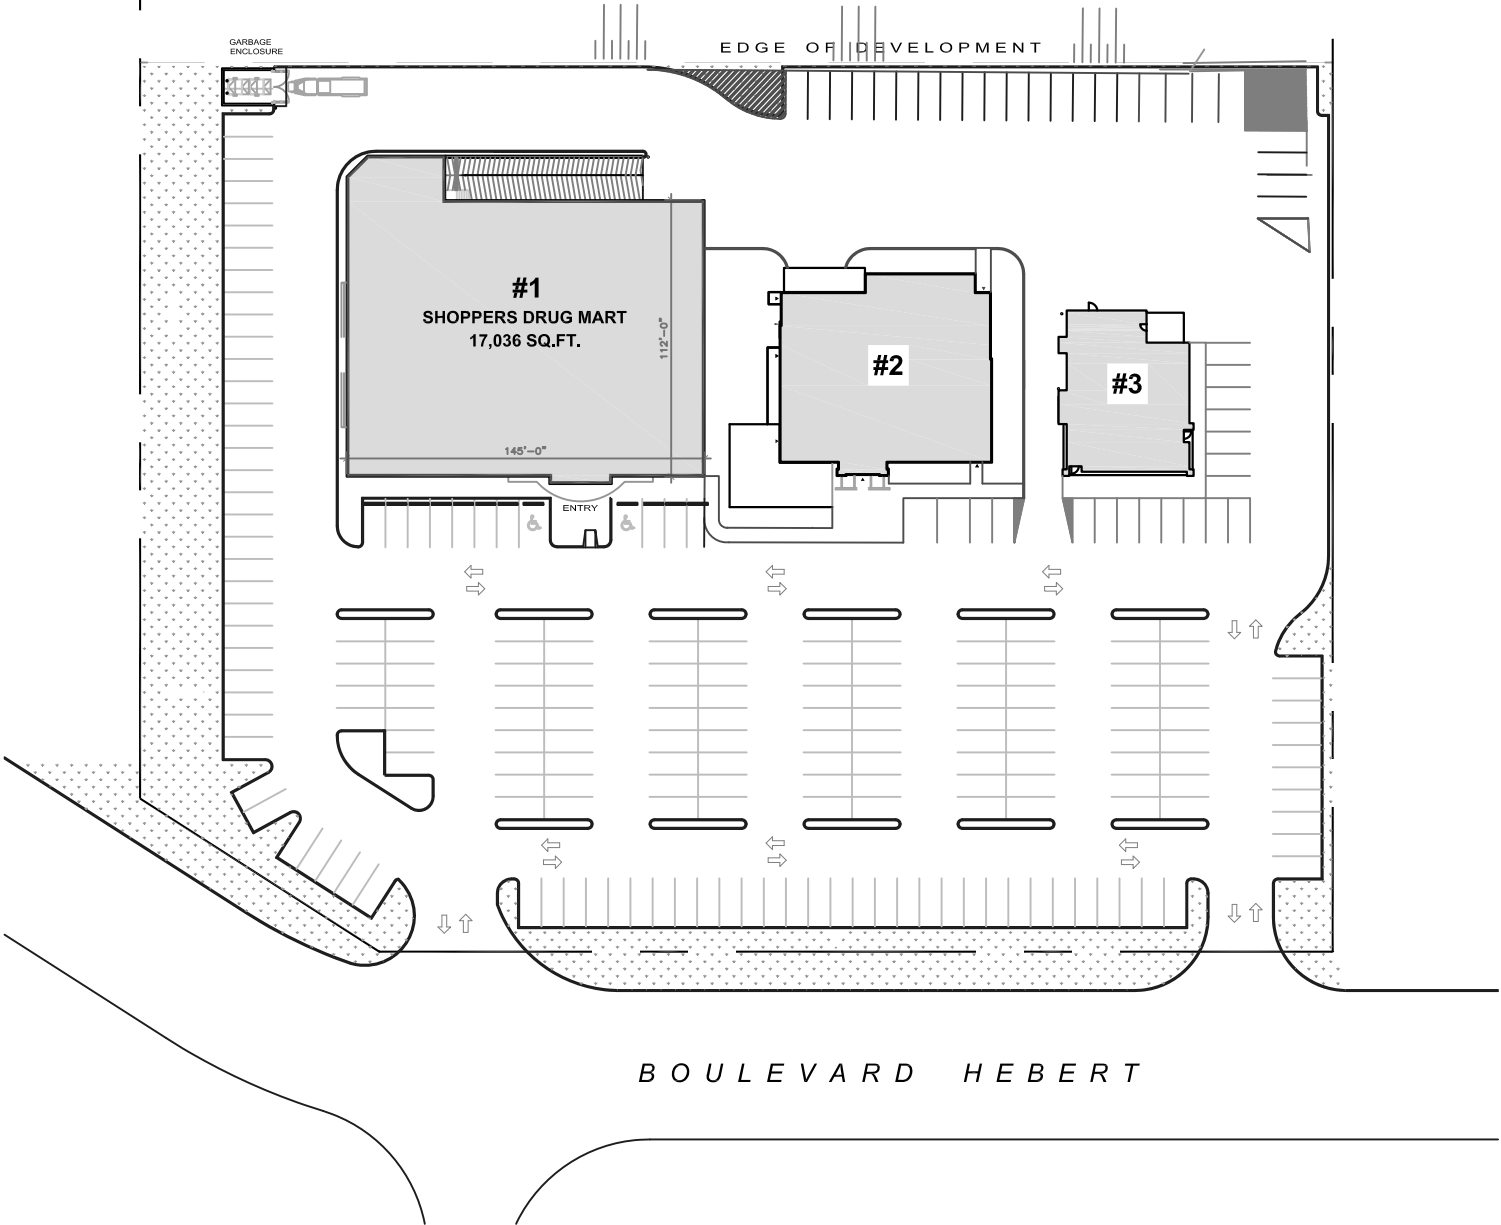 GARBAGE
ENCLOSURE
EDGE OF DEVELOPMENT
#1
SHOPPERS DRUG MART
17,036 SQ.FT.
112'-0"
#2
#3
145'-0"
ENTRY
BOULEVARD HEBERT